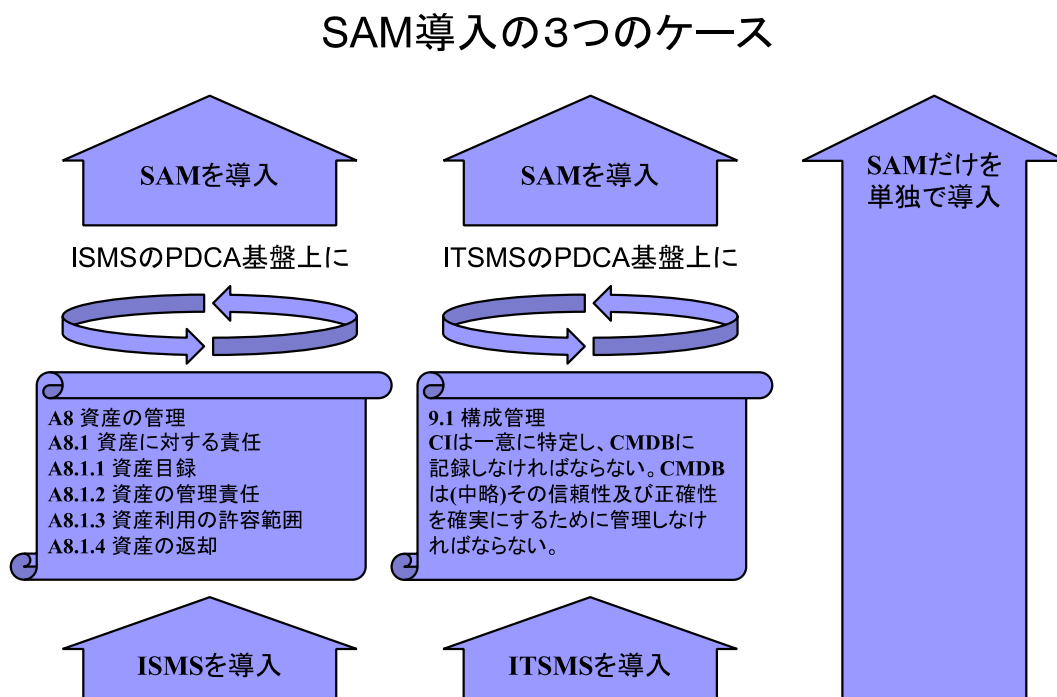 SAM導入の3つのケース
SAMを導入
ISMSのPDCA基盤上に
A8 資産の管理
A8.1 資産に対する責任
A8.1.1 資産目録
A8.1.2 資産の管理責任
A8.1.3 資産利用の許容範囲
A8.1.4 資産の返却
ISMSを導入
SAMを導入
ITSMSのPDCA基盤上に
9.1 構成管理
CIは一意に特定し、CMDBに
記録しなければならない。CMDB
は(中略)その信頼性及び正確性
を確実にするために管理しなけ
ればならない。
ITSMSを導入
SAMだけを
単独で導入